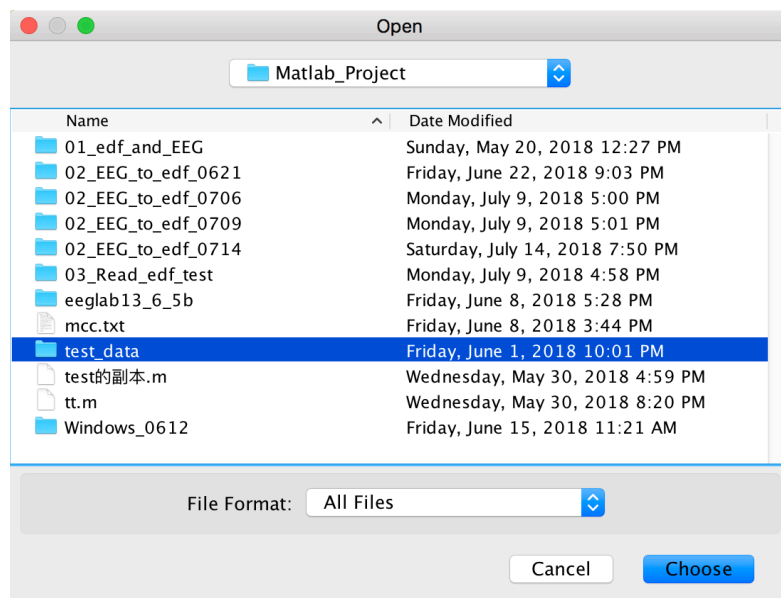 Open
Matlab_Project
Name Date Modified
01_edf_and_EEG Sunday, May 20, 2018 12:27 PM
02_EEG_to_edf_0621 Friday, June 22, 2018 9:03 PM
02_EEG_to_edf_0706 Monday, July 9, 2018 5:00 PM
02_EEG_to_edf_0709 Monday, July 9, 2018 5:01 PM
02_EEG_to_edf_0714 Saturday, July 14, 2018 7:50 PM
03_Read_edf_test Monday, July 9, 2018 4:58 PM
eeglab13_6_5b Friday, June 8, 2018 5:28 PM
mcc.txt Friday, June 8, 2018 3:44 PM
test_data Friday, June 1, 2018 10:01 PM
test的副本.m Wednesday, May 30, 2018 4:59 PM
tt.m Wednesday, May 30, 2018 8:20 PM
Windows_0612 Friday, June 15, 2018 11:21 AM
File Format: All Files
Cancel Choose